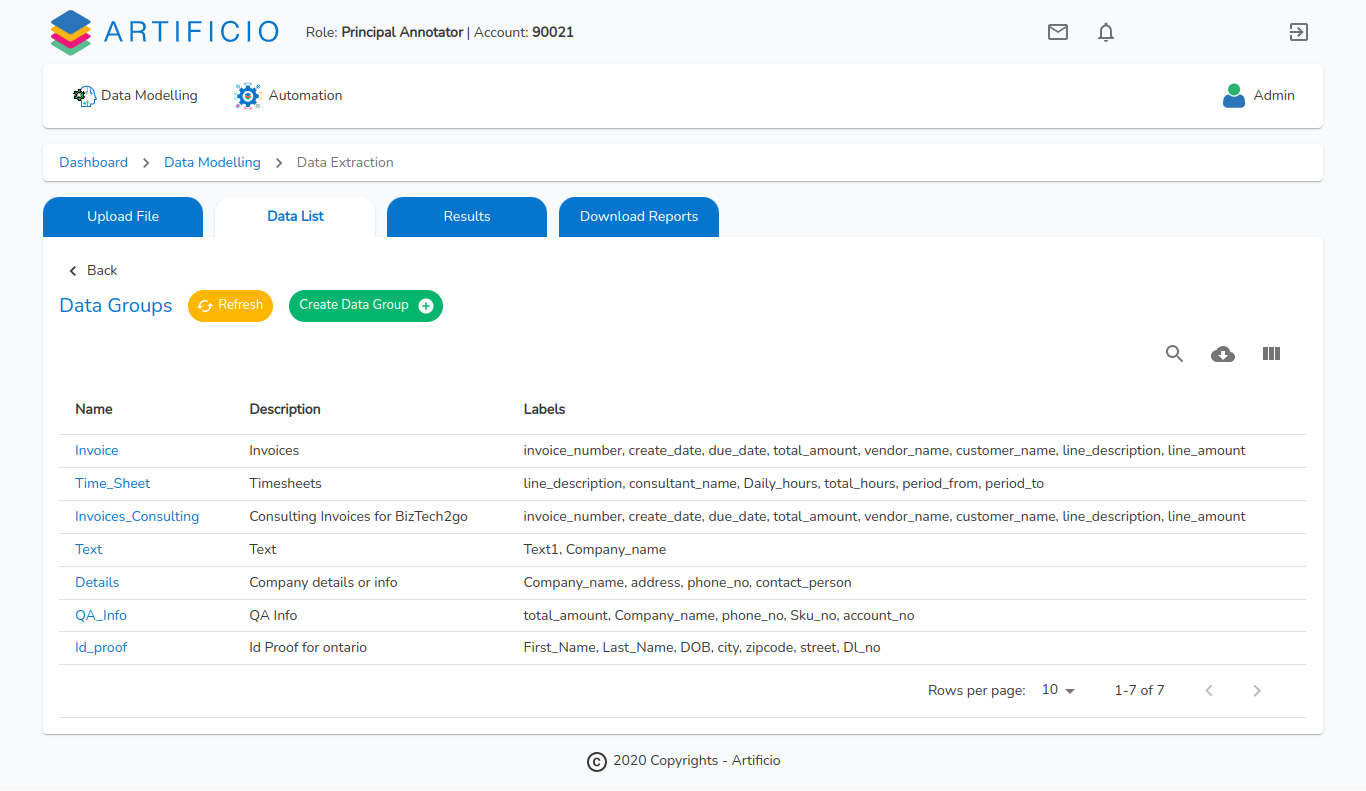 ARTIFICIO Role: Principal Annotator | Account: 90021
Data Modelling Automation Admin
Dashboard Data Modelling Data Extraction
Upload File Data List Results Download Reports
Back
Data Groups Refresh Create Data Group
Name Description Labels
Invoice Invoices invoice_number, create_date, due_date, total_amount, vendor_name, customer_name, line_description, line_amount
Time_Sheet Timesheets line_description, consultant_name, Daily_hours, total_hours, period_from, period_to
Invoices_Consulting Consulting Invoices for BizTech2go invoice_number, create_date, due_date, total_amount, vendor_name, customer_name, line_description, line_amount
Text Text Text1, Company_name
Details Company details or info Company_name, address, phone_no, contact_person
QA_Info QA Info total_amount, Company_name, phone_no, Sku_no, account_no
Id_proof Id Proof for ontario First_Name, Last_Name, DOB, city, zipcode, street, Dl_no
Rows per page: 10 1-7 of 7
© 2020 Copyrights - Artificio